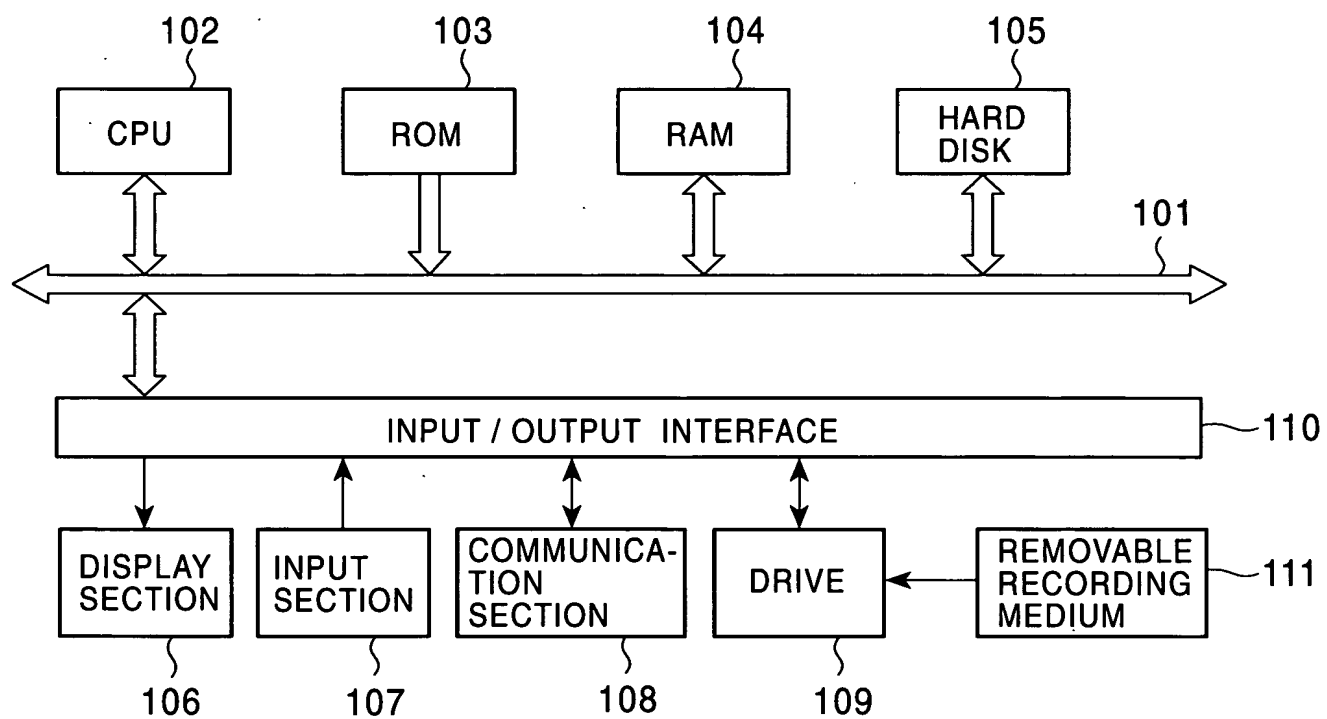 102
103
104
105
CPU
ROM
RAM
HARD
DISK
101
INPUT / OUTPUT INTERFACE
110
DISPLAY
SECTION
INPUT
SECTION
COMMUNICA-
TION
SECTION
DRIVE
REMOVABLE
RECORDING
MEDIUM
111
106
107
108
109